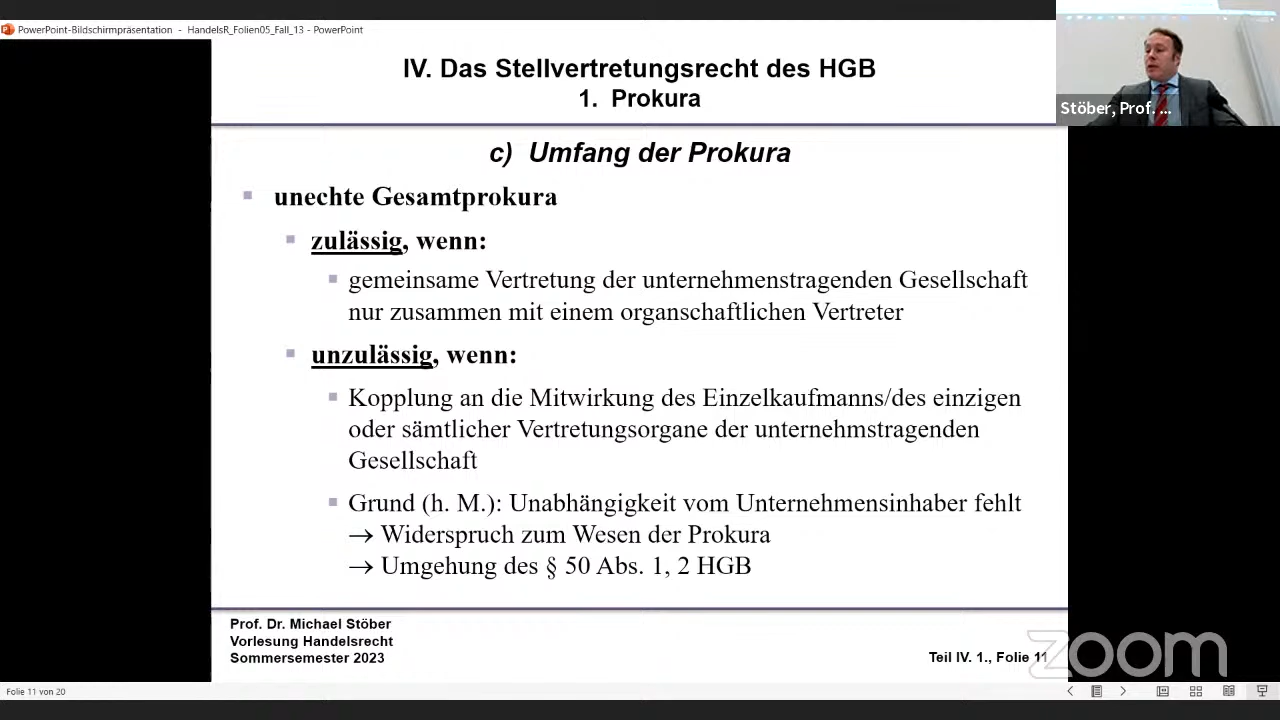 PowerPoint-Bildschirmpräsentation - HandelsR_Folien05_Fall_13 - PowerPoint
IV. Das Stellvertretungsrecht des HGB
1. Prokura
Stöber, Prof. ...
c) Umfang der Prokura
unechte Gesamtprokura
zulässig, wenn:
gemeinsame Vertretung der unternehmenstragenden Gesellschaft
nur zusammen mit einem organschaftlichen Vertreter
unzulässig, wenn:
Kopplung an die Mitwirkung des Einzelkaufmanns/des einzigen
oder sämtlicher Vertretungsorgane der unternehmstragenden
Gesellschaft
Grund (h. M.): Unabhängigkeit vom Unternehmensinhaber fehlt
→ Widerspruch zum Wesen der Prokura
→ Umgehung des § 50 Abs. 1, 2 HGB
Prof. Dr. Michael Stöber
Vorlesung Handelsrecht
Sommersemester 2023
Teil IV. 1., Folie 11
zoom
Folie 11 von 20